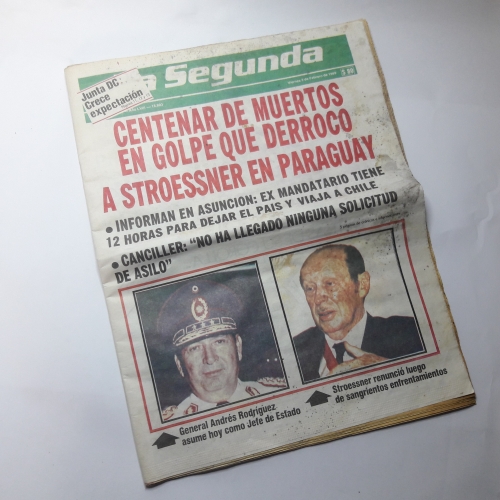 Junta DC:
Crece
expectación
La Segunda
$ 80
CENTENAR DE MUERTOS
EN GOLPE QUE DERROCO
A STROESSNER EN PARAGUAY
• INFORMAN EN ASUNCION: EX MANDATARIO TIENE
12 HORAS PARA DEJAR EL PAIS Y VIAJA A CHILE
• CANCILLER: "NO HA LLEGADO NINGUNA SOLICITUD
DE ASILO"
General Andrés Rodríguez
asume hoy como Jefe de Estado
Stroessner renunció luego
de sangrientos enfrentamientos